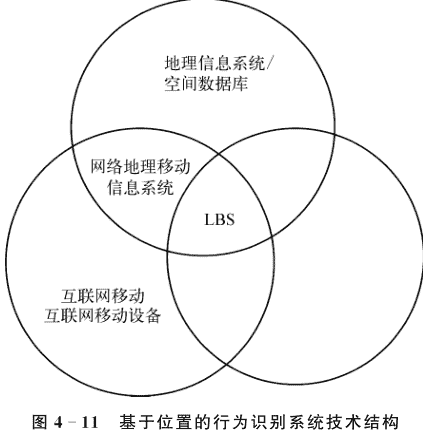 地理信息系统/
空间数据库
网络地理移动
信息系统
LBS
互联网移动
互联网移动设备
图 4－11 基于位置的行为识别系统技术结构